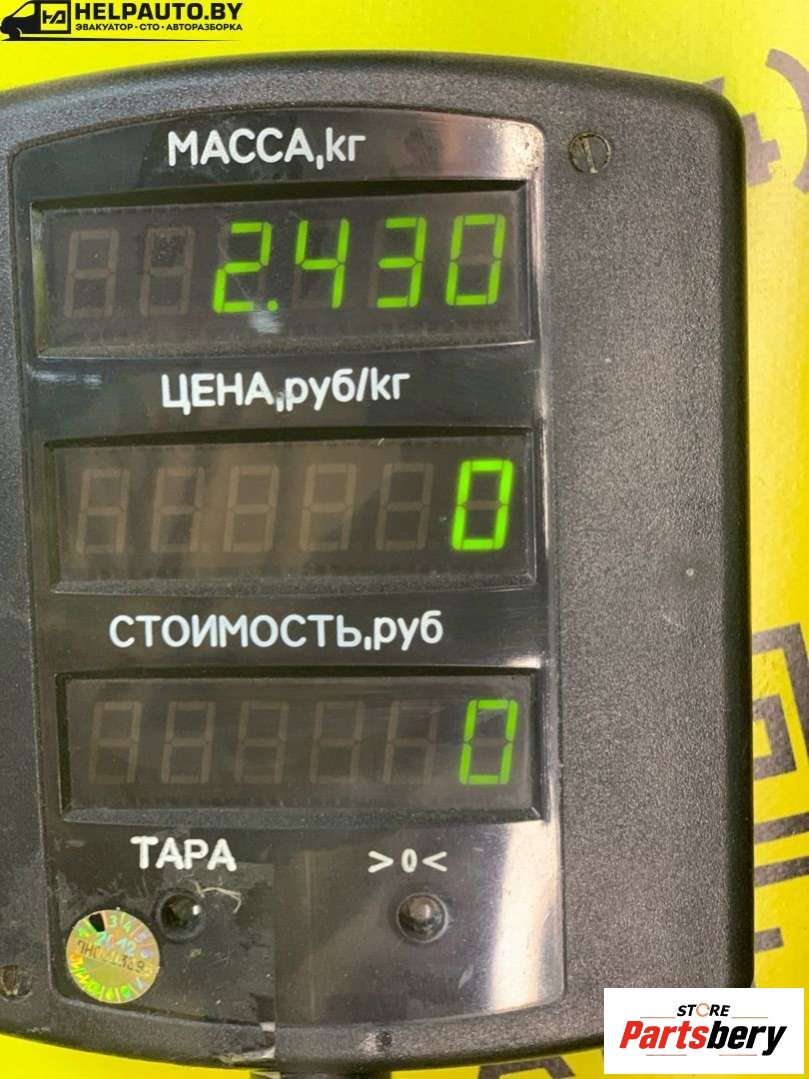 HELPAUTO.BY
ЭВАКУАТОР • СТО • АВТОРАЗБОРКА
МАССА,кг
2.430
ЦЕНА,руб/кг
0
СТОИМОСТЬ,руб
0
ТАРА >0<
STORE
Partsbery